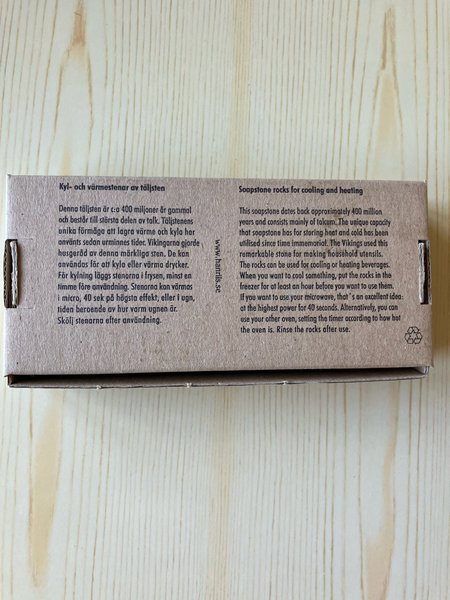 Kyl- och värmestenar av täljsten
Denna täljsten är c:a 400 miljoner år gammal
och består till största delen av talk. Täljstenens
unika förmåga att lagra värme och kyla har
använts sedan urminnes tider. Vikingarna gjorde
husgeråd av denna märkliga sten. De kan
användas för att kyla eller värma drycker.
För kylning läggs stenarna i frysen, minst en
timme före användning. Stenarna kan värmas
i micro, 40 sek på högsta effekt, eller i ugn,
tiden beroende av hur varm ugnen är.
Skölj stenarna efter användning.
www.hantils.se
Soapstone rocks for cooling and heating
This soapstone dates back approximately 400 million
years and consists mainly of talcum. The unique capacity
that soapstone has for storing heat and cold has been
utilised since time immemorial. The Vikings used this
remarkable stone for making household utensils.
The rocks can be used for cooling or heating beverages.
When you want to cool something, put the rocks in the
freezer for at least an hour before you want to use them.
If you want to use your microwave, that´s an excellent idea:
at the highest power for 40 seconds. Alternatively, you can
use your other oven, setting the timer according to how hot
the oven is. Rinse the rocks after use.